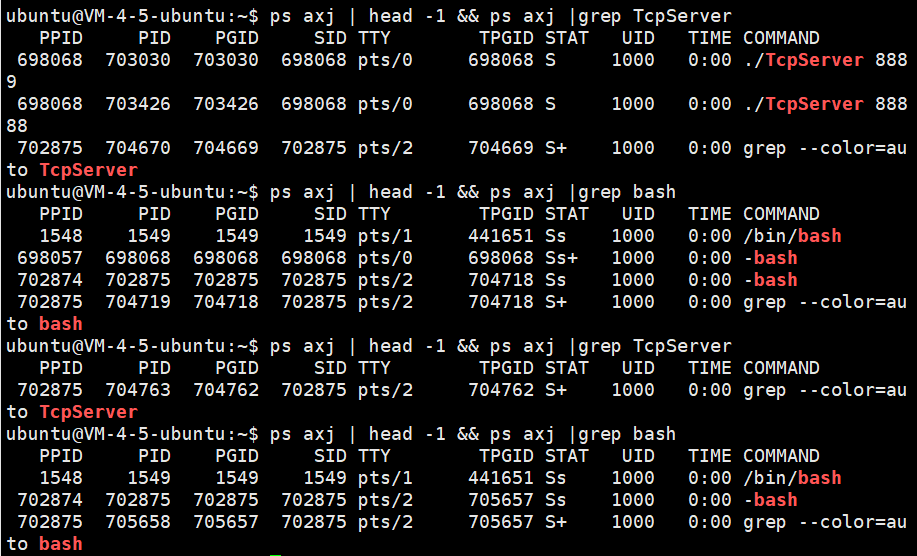 ubuntu@VM-4-5-ubuntu:~$ ps axj | head -1 && ps axj |grep TcpServer
   PPID     PID    PGID     SID TTY        TPGID STAT   UID   TIME COMMAND
 698068  703030  703030  698068 pts/0     698068 S     1000   0:00 ./TcpServer 888
9
 698068  703426  703426  698068 pts/0     698068 S     1000   0:00 ./TcpServer 888
88
 702875  704670  704669  702875 pts/2     704669 S+    1000   0:00 grep --color=au
to TcpServer
ubuntu@VM-4-5-ubuntu:~$ ps axj | head -1 && ps axj |grep bash
   PPID     PID    PGID     SID TTY        TPGID STAT   UID   TIME COMMAND
   1548    1549    1549    1549 pts/1     441651 Ss    1000   0:00 /bin/bash
 698057  698068  698068  698068 pts/0     698068 Ss+   1000   0:00 -bash
 702874  702875  702875  702875 pts/2     704718 Ss    1000   0:00 -bash
 702875  704719  704718  702875 pts/2     704718 S+    1000   0:00 grep --color=au
to bash
ubuntu@VM-4-5-ubuntu:~$ ps axj | head -1 && ps axj |grep TcpServer
   PPID     PID    PGID     SID TTY        TPGID STAT   UID   TIME COMMAND
 702875  704763  704762  702875 pts/2     704762 S+    1000   0:00 grep --color=au
to TcpServer
ubuntu@VM-4-5-ubuntu:~$ ps axj | head -1 && ps axj |grep bash
   PPID     PID    PGID     SID TTY        TPGID STAT   UID   TIME COMMAND
   1548    1549    1549    1549 pts/1     441651 Ss    1000   0:00 /bin/bash
 702874  702875  702875  702875 pts/2     705657 Ss    1000   0:00 -bash
 702875  705658  705657  702875 pts/2     705657 S+    1000   0:00 grep --color=au
to bash